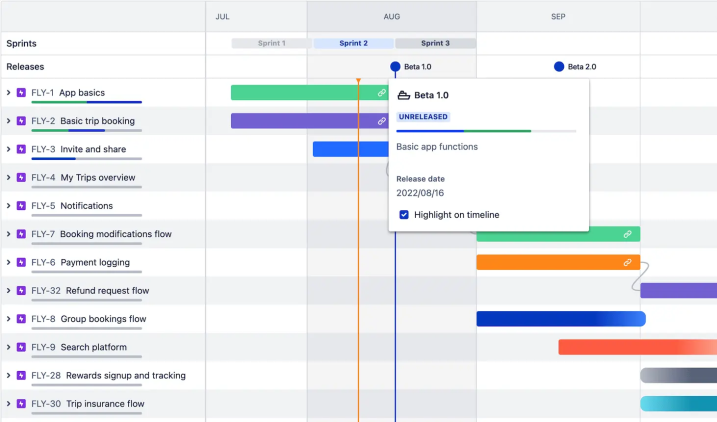 JUL AUG SEP
Sprints Sprint 1 Sprint 2 Sprint 3
Releases Beta 1.0 Beta 2.0
FLY-1 App basics
FLY-2 Basic trip booking
FLY-3 Invite and share
FLY-4 My Trips overview
FLY-5 Notifications
FLY-7 Booking modifications flow
FLY-6 Payment logging
FLY-32 Refund request flow
FLY-8 Group bookings flow
FLY-9 Search platform
FLY-28 Rewards signup and tracking
FLY-30 Trip insurance flow
Beta 1.0
UNRELEASED
Basic app functions
Release date
2022/08/16
Highlight on timeline